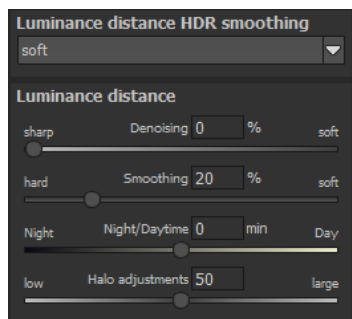 Luminance distance HDR smoothing
soft
Luminance distance
sharp Denoising 0 % soft
hard Smoothing 20 % soft
Night Night/Daytime 0 min Day
low Halo adjustments 50 large